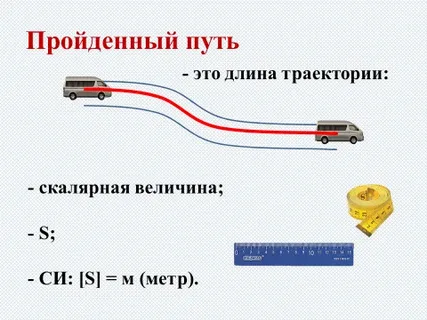 Пройденный путь
- это длина траектории:
- скалярная величина;
- S;
- СИ: [S] = м (метр).